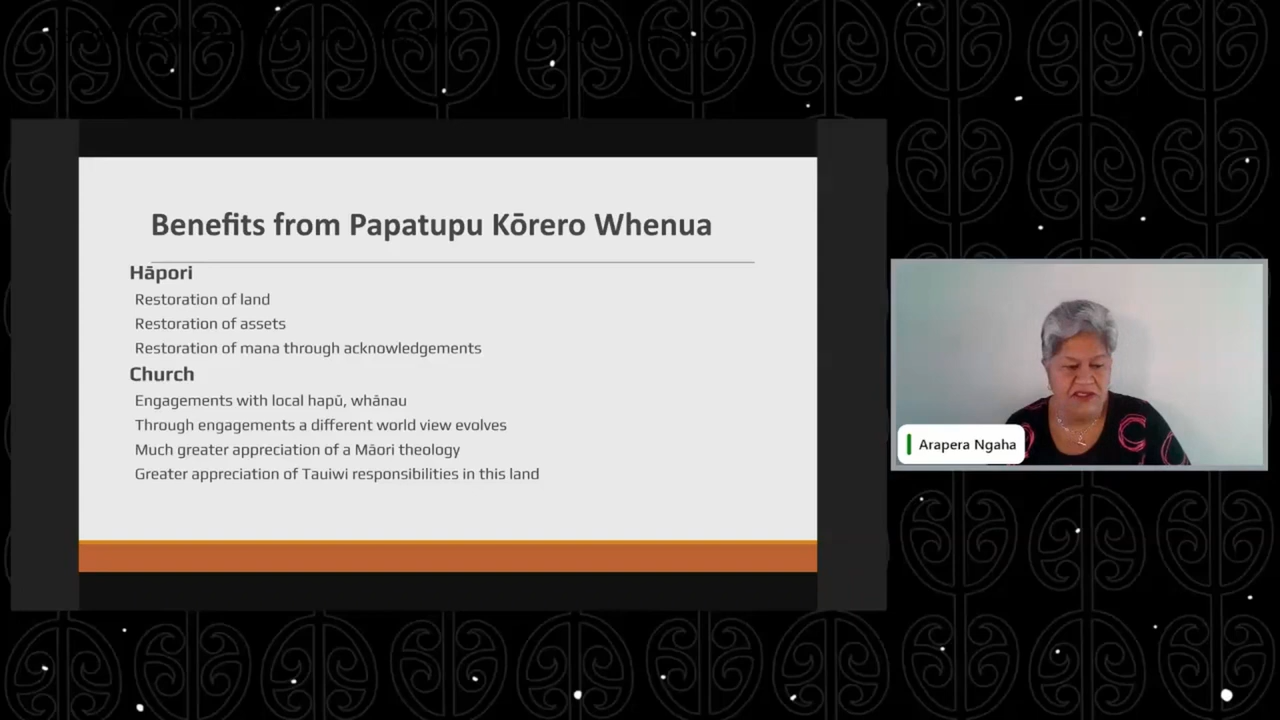 Benefits from Papatupu Kōrero Whenua
Hāpori
Restoration of land
Restoration of assets
Restoration of mana through acknowledgements
Church
Engagements with local hapū, whānau
Through engagements a different world view evolves
Much greater appreciation of a Māori theology
Greater appreciation of Tauiwi responsibilities in this land
Arapera Ngaha